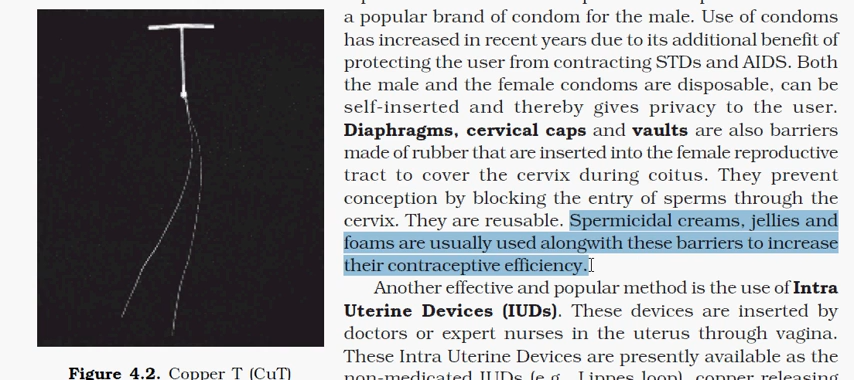 a popular brand of condom for the male. Use of condoms
has increased in recent years due to its additional benefit of
protecting the user from contracting STDs and AIDS. Both
the male and the female condoms are disposable, can be
self-inserted and thereby gives privacy to the user.
Diaphragms, cervical caps and vaults are also barriers
made of rubber that are inserted into the female reproductive
tract to cover the cervix during coitus. They prevent
conception by blocking the entry of sperms through the
cervix. They are reusable. Spermicidal creams, jellies and
foams are usually used alongwith these barriers to increase
their contraceptive efficiency.
Another effective and popular method is the use of Intra
Uterine Devices (IUDs). These devices are inserted by
doctors or expert nurses in the uterus through vagina.
These Intra Uterine Devices are presently available as the
non-medicated IUDs (e.g., Lippes loop), copper releasing
Figure 4.2. Copper T (CuT)